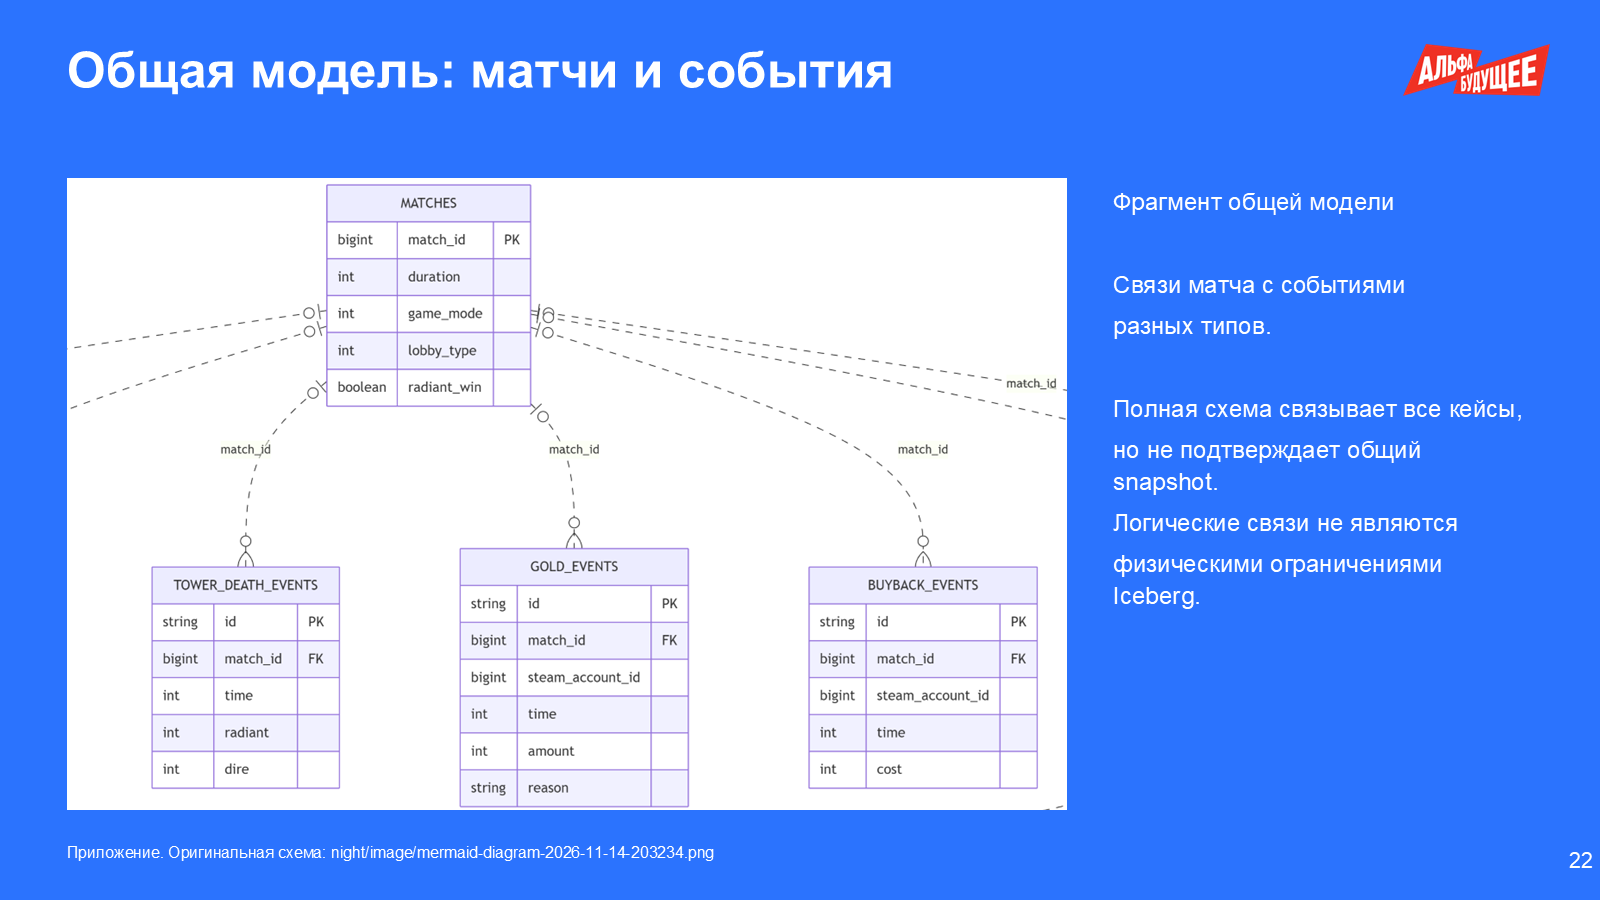 Общая модель: матчи и события
АЛЬФА
БУДУЩЕЕ
MATCHES
bigint match_id PK
int duration
int game_mode
int lobby_type
boolean radiant_win
match_id
match_id match_id match_id
TOWER_DEATH_EVENTS
string id PK
bigint match_id FK
int time
int radiant
int dire
GOLD_EVENTS
string id PK
bigint match_id FK
bigint steam_account_id
int time
int amount
string reason
BUYBACK_EVENTS
string id PK
bigint match_id FK
bigint steam_account_id
int time
int cost
Фрагмент общей модели
Связи матча с событиями
разных типов.
Полная схема связывает все кейсы,
но не подтверждает общий
snapshot.
Логические связи не являются
физическими ограничениями
Iceberg.
Приложение. Оригинальная схема: night/image/mermaid-diagram-2026-11-14-203234.png
22